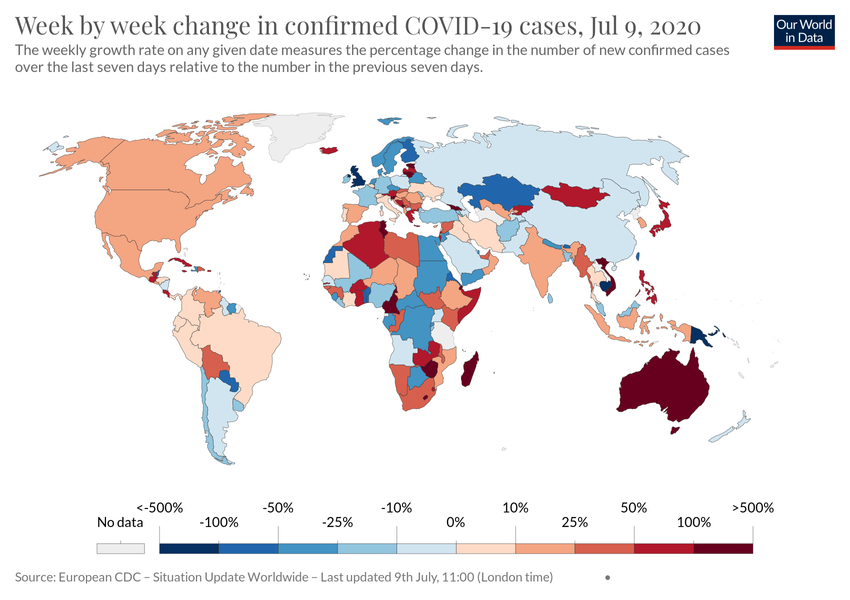 Week by week change in confirmed COVID-19 cases, Jul 9, 2020
The weekly growth rate on any given date measures the percentage change in the number of new confirmed cases
over the last seven days relative to the number in the previous seven days.
Our World
in Data
<-500% -50% -10% 10% 50% >500%
No data -100% -25% 0% 25% 100%
Source: European CDC – Situation Update Worldwide – Last updated 9th July, 11:00 (London time) •